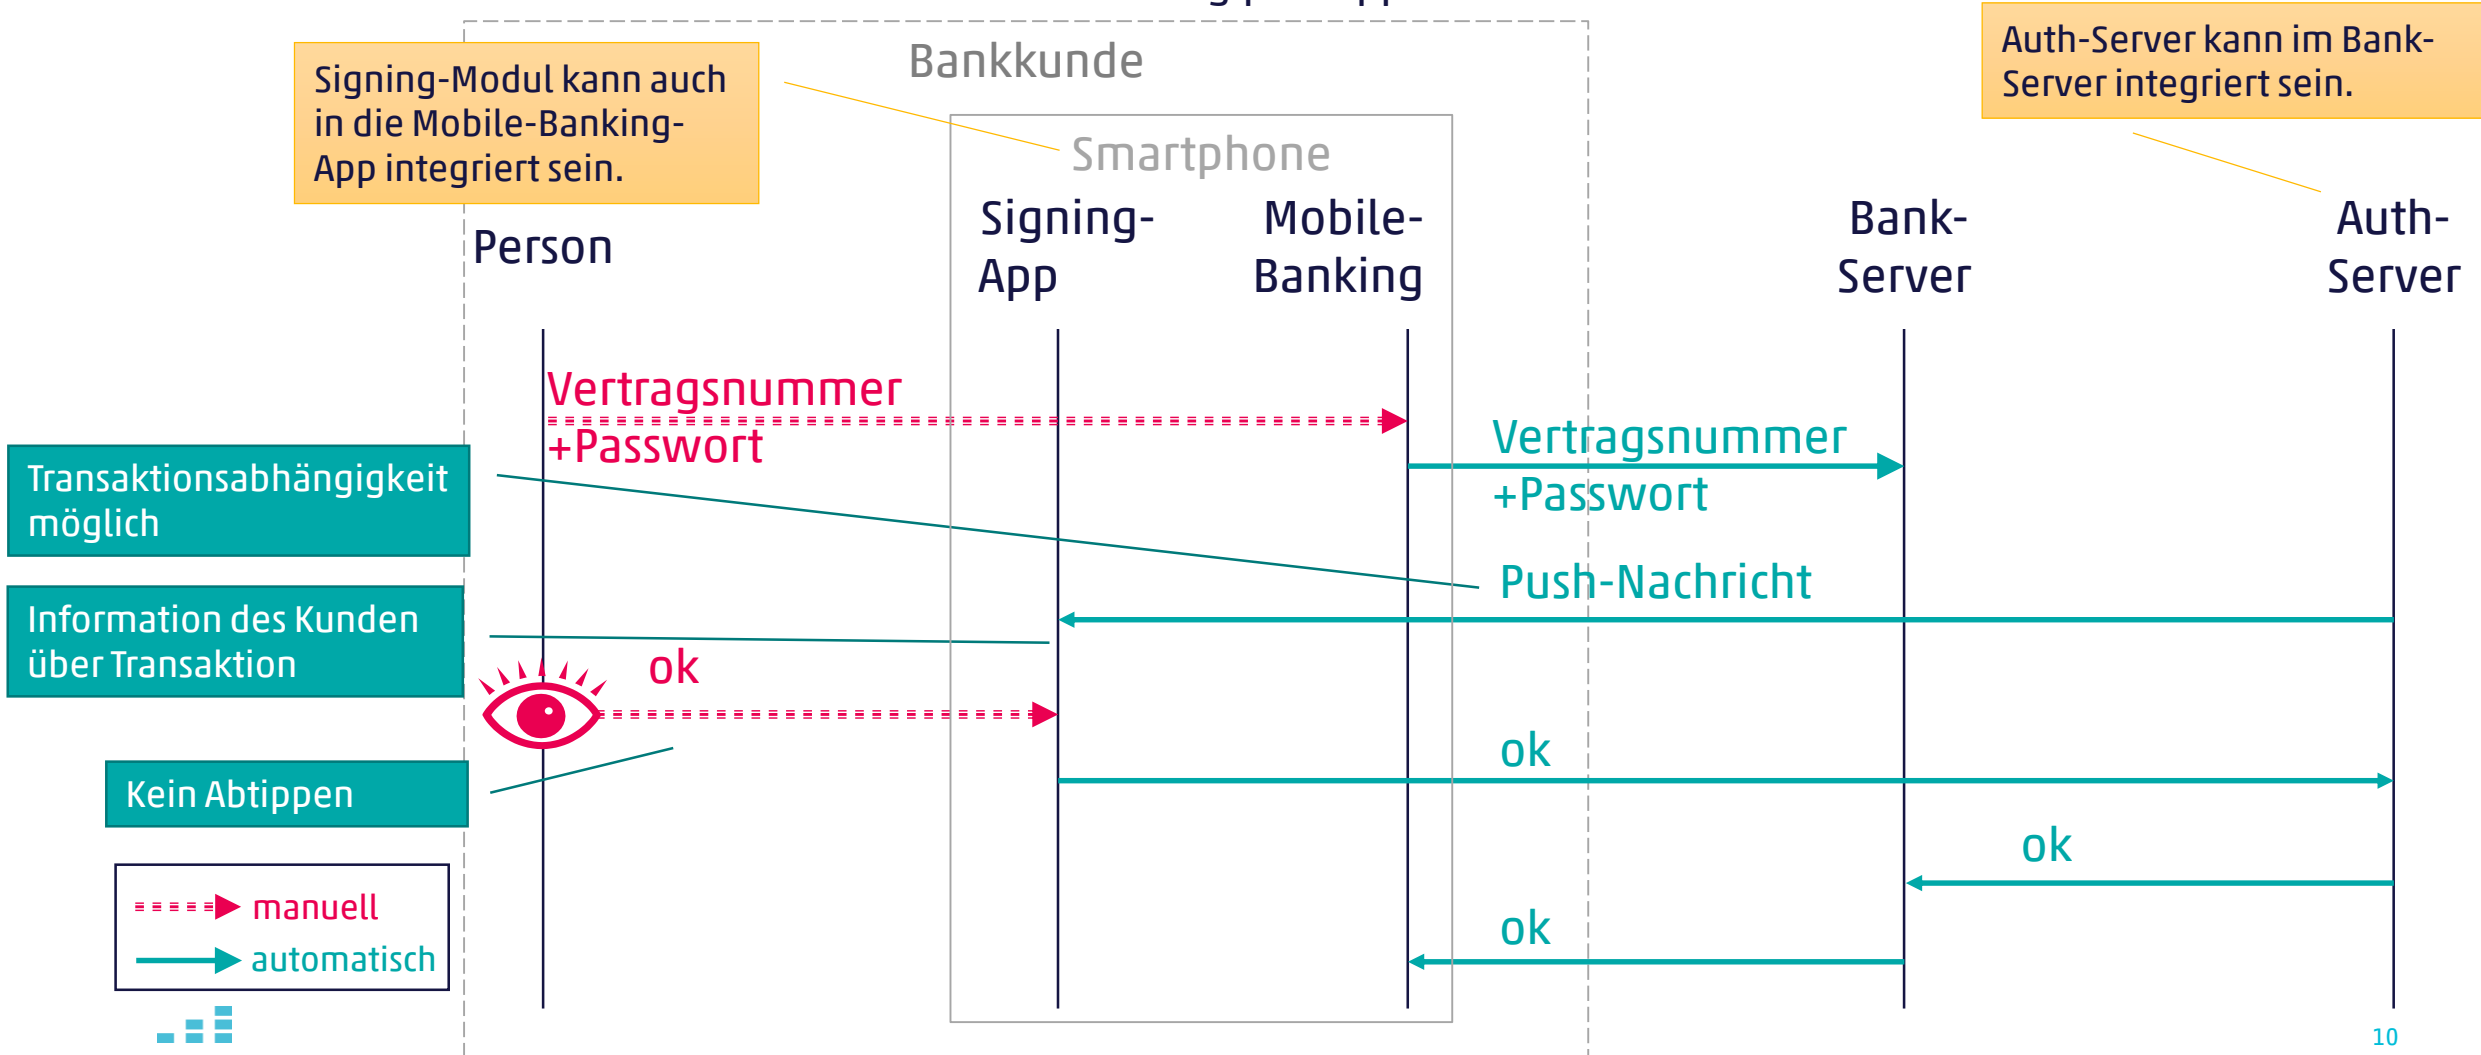 Signing-Modul kann auch
in die Mobile-Banking-
App integriert sein.
Bankkunde
Auth-Server kann im Bank-
Server integriert sein.
Smartphone
Person
Signing-
App
Mobile-
Banking
Bank-
Server
Auth-
Server
Vertragsnummer
+Passwort
Vertragsnummer
+Passwort
Transaktionsabhängigkeit
möglich
Push-Nachricht
Information des Kunden
über Transaktion
ok
ok
Kein Abtippen
ok
manuell
ok
automatisch
10